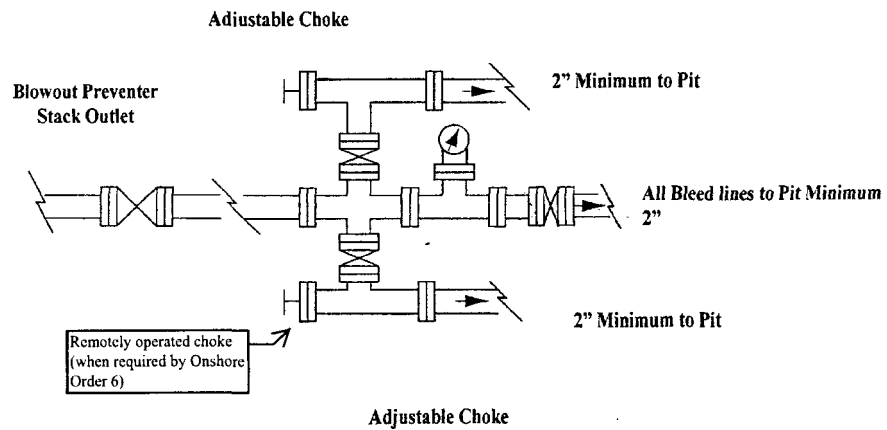 Adjustable Choke
2” Minimum to Pit
Blowout Preventer
Stack Outlet
All Bleed lines to Pit Minimum
2”
2” Minimum to Pit
Remotely operated choke
(when required by Onshore
Order 6)
Adjustable Choke